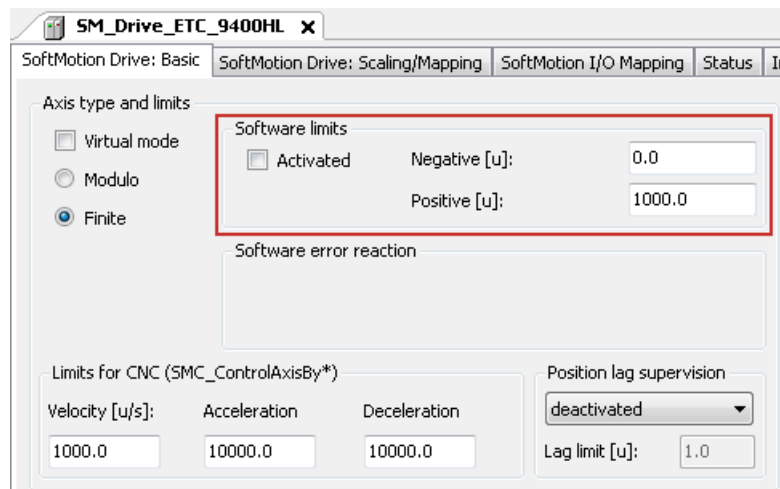 SM_Drive_ETC_9400HL X
SoftMotion Drive: Basic SoftMotion Drive: Scaling/Mapping SoftMotion I/O Mapping Status
Axis type and limits
Virtual mode
Modulo
Finite
Software limits
Activated Negative [u]: 0.0
Positive [u]: 1000.0
Software error reaction
Limits for CNC (SMC_ControlAxisBy*)
Velocity [u/s]: Acceleration Deceleration
1000.0 10000.0 10000.0
Position lag supervision
deactivated
Lag limit [u]: 1.0